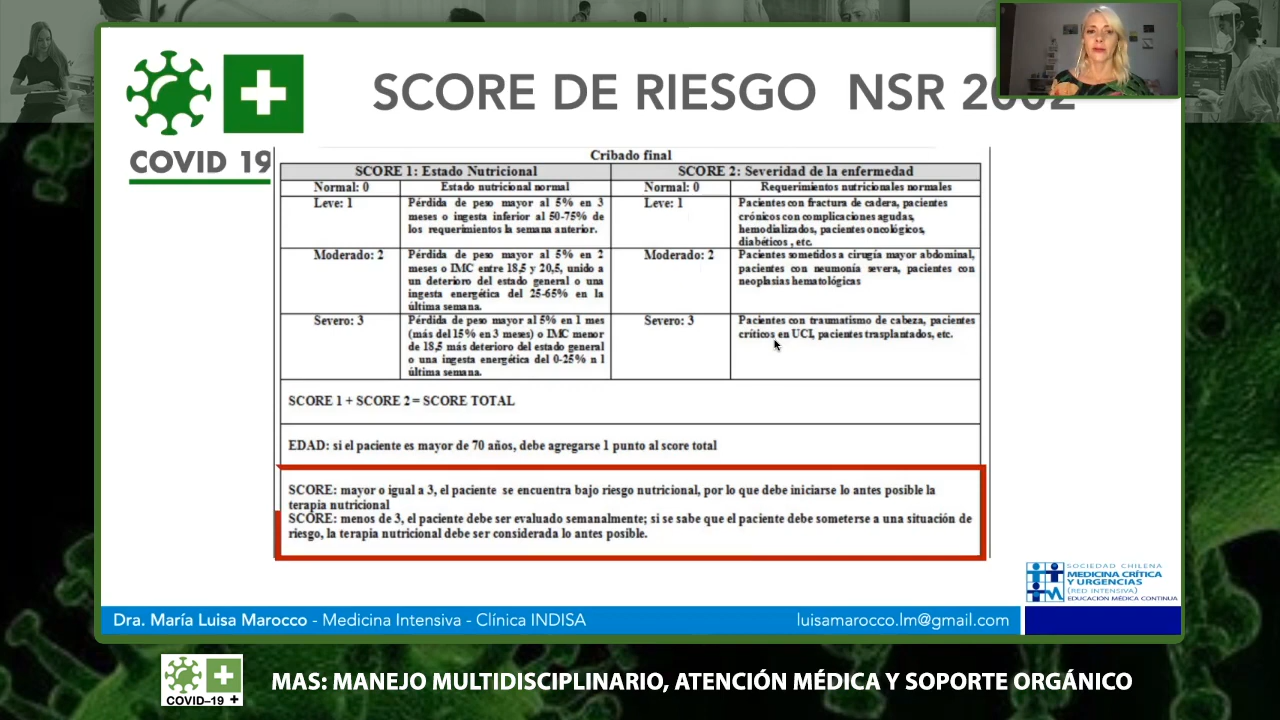 SCORE DE RIESGO NSR 2002
COVID 19
Cribado final
SCORE 1: Estado Nutricional
SCORE 2: Severidad de la enfermedad
Normal: 0
Estado nutricional normal
Normal: 0
Requerimientos nutricionales normales
Leve: 1
Pérdida de peso mayor al 5% en 3
meses o ingesta inferior al 50-75% de
los requerimientos la semana anterior.
Leve: 1
Pacientes con fractura de cadera, pacientes
crónicos con complicaciones agudas,
hemodializados, pacientes oncológicos,
diabéticos , etc.
Moderado: 2
Pérdida de peso mayor al 5% en 2
meses o IMC entre 18,5 y 20,5, unido a
un deterioro del estado general o una
ingesta energética del 25-65% en la
última semana.
Moderado: 2
Pacientes sometidos a cirugía mayor abdominal,
pacientes con neumonía severa, pacientes con
neoplasias hematológicas
Severo: 3
Pérdida de peso mayor al 5% en 1 mes
(más del 15% en 3 meses) o IMC menor
de 18,5 más deterioro del estado general
o una ingesta energética del 0-25% n l
última semana.
Severo: 3
Pacientes con traumatismo de cabeza, pacientes
críticos en UCI, pacientes trasplantados, etc.
SCORE 1 + SCORE 2 = SCORE TOTAL
EDAD: si el paciente es mayor de 70 años, debe agregarse 1 punto al score total
SCORE: mayor o igual a 3, el paciente se encuentra bajo riesgo nutricional, por lo que debe iniciarse lo antes posible la
terapia nutricional
SCORE: menos de 3, el paciente debe ser evaluado semanalmente; si se sabe que el paciente debe someterse a una situación de
riesgo, la terapia nutricional debe ser considerada lo antes posible.
SOCIEDAD CHILENA
MEDICINA CRÍTICA
Y URGENCIAS
(RED INTENSIVA)
EDUCACIÓN MÉDICA CONTINUA
Dra. María Luisa Marocco - Medicina Intensiva - Clínica INDISA
luisamarocco.lm@gmail.com
COVID-19 +
MAS: MANEJO MULTIDISCIPLINARIO, ATENCIÓN MÉDICA Y SOPORTE ORGÁNICO